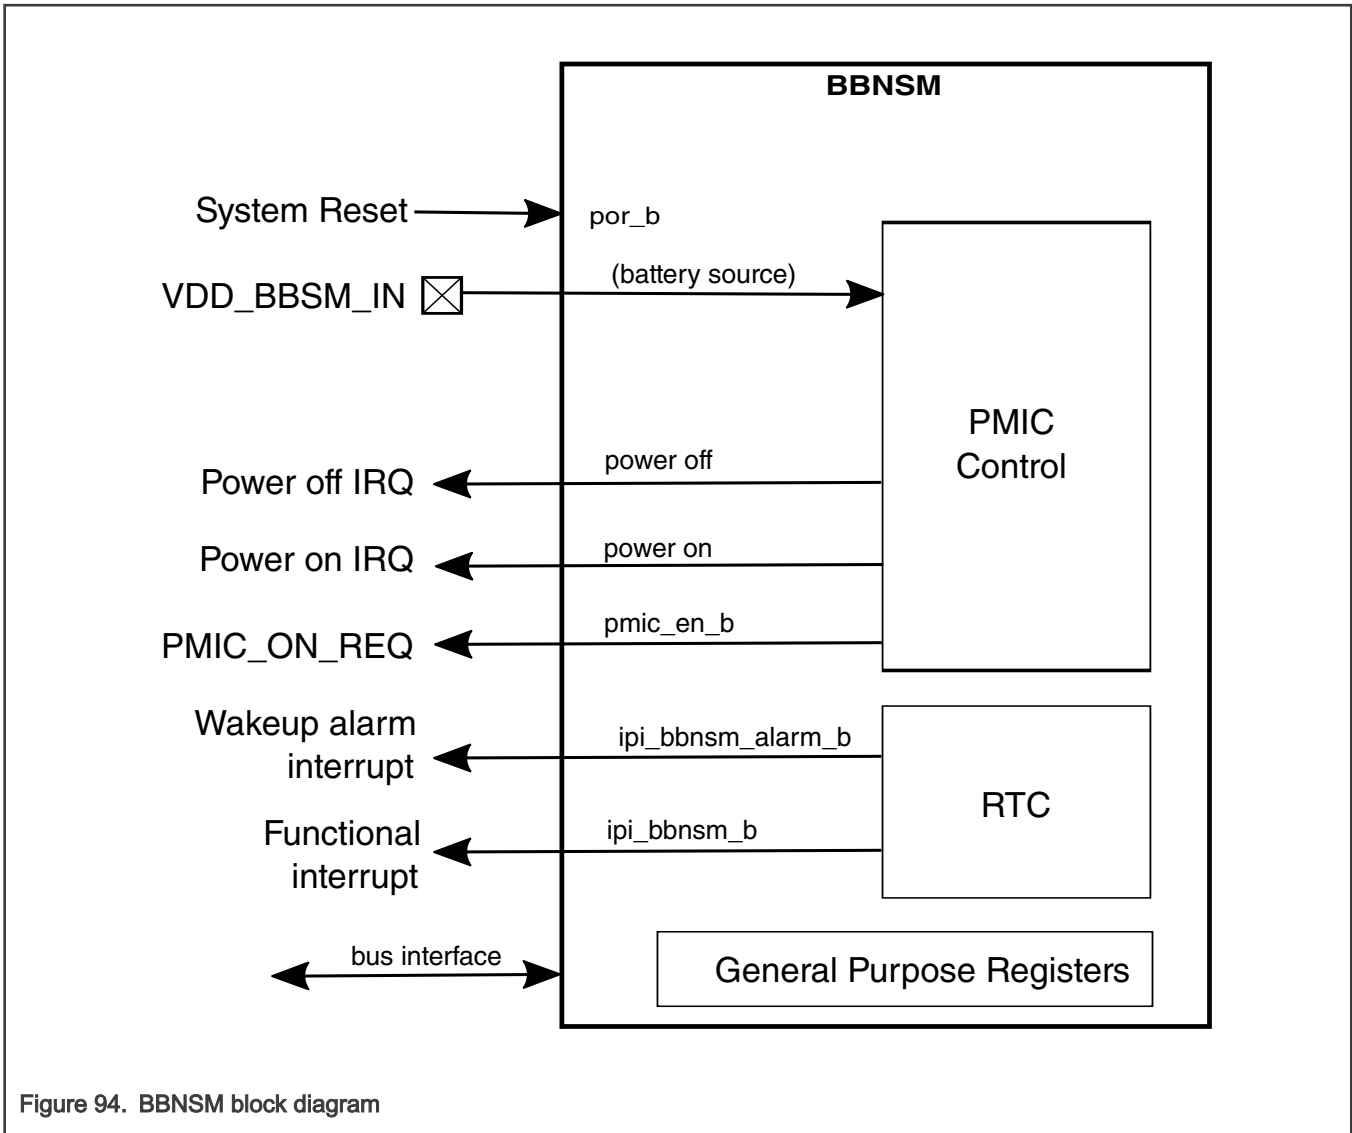 BBNSM
System Reset
por_b
(battery source)
VDD_BBSM_IN
PMIC
Control
power off
Power off IRQ
power on
Power on IRQ
pmic_en_b
PMIC_ON_REQ
Wakeup alarm
interrupt
ipi_bbnsm_alarm_b
RTC
Functional
interrupt
ipi_bbnsm_b
bus interface
General Purpose Registers
Figure 94. BBNSM block diagram